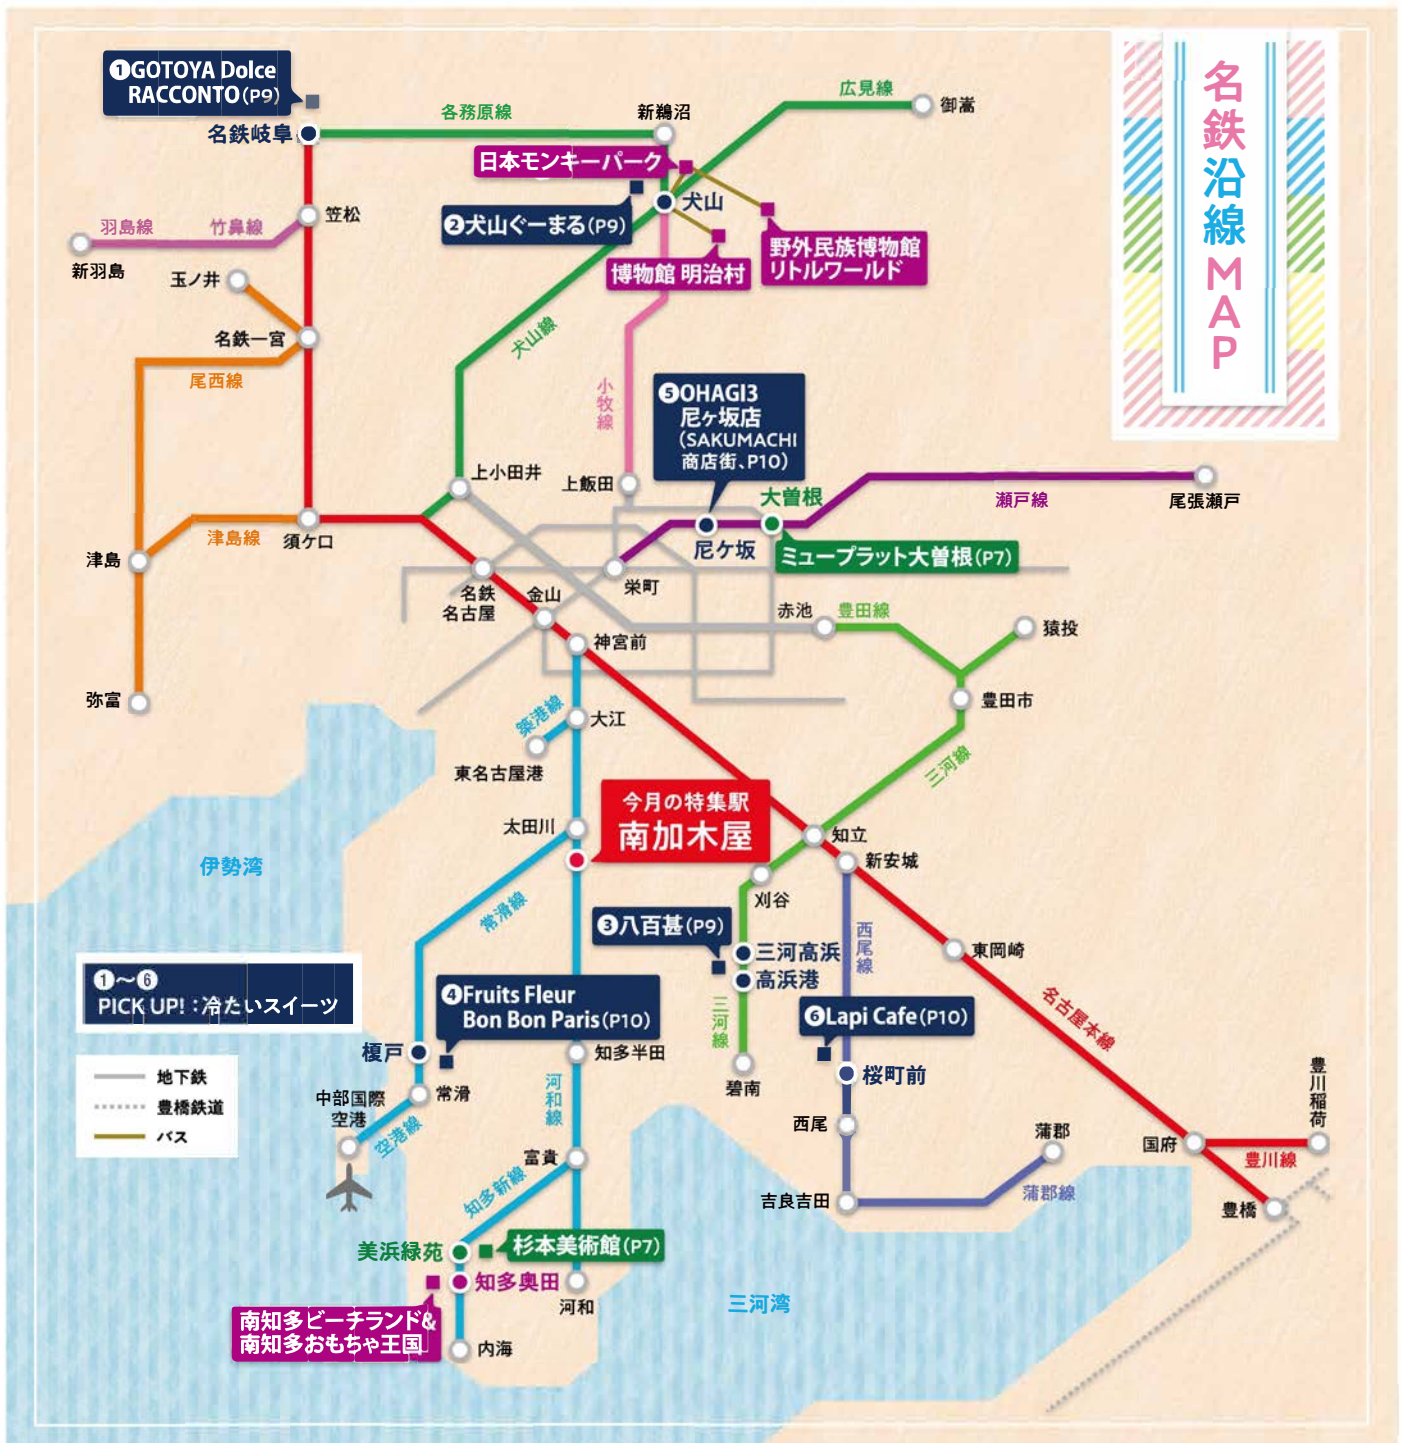 名鉄沿線MAP
❶GOTOYA Dolce
RACCONTO(P9)
名鉄岐阜
各務原線
新鵜沼
広見線
御嵩
日本モンキーパーク
犬山
❷犬山ぐーまる(P9)
野外民族博物館
リトルワールド
博物館 明治村
羽島線
竹鼻線
笠松
新羽島
玉ノ井
名鉄一宮
尾西線
犬山線
小牧線
❺OHAGI3
尼ヶ坂店
(SAKUMACHI
商店街、P10)
上小田井
上飯田
大曽根
瀬戸線
尾張瀬戸
津島線
須ケ口
尼ケ坂
ミュープラット大曽根(P7)
津島
名鉄
名古屋
金山
栄町
赤池
豊田線
猿投
神宮前
弥富
豊田市
築港線
大江
東名古屋港
三河線
今月の特集駅
南加木屋
太田川
知立
新安城
伊勢湾
刈谷
常滑線
❸八百甚(P9)
三河高浜
高浜港
西尾線
東岡崎
❶〜❻
PICK UP!:冷たいスイーツ
❹Fruits Fleur
Bon Bon Paris(P10)
三河線
❻Lapi Cafe(P10)
名古屋本線
榎戸
知多半田
地下鉄
豊橋鉄道
バス
常滑
中部国際
空港
空港線
河和線
碧南
桜町前
西尾
蒲郡
国府
豊川稲荷
豊川線
富貴
知多新線
吉良吉田
蒲郡線
豊橋
美浜緑苑
杉本美術館(P7)
知多奥田
河和
三河湾
南知多ビーチランド&
南知多おもちゃ王国
内海